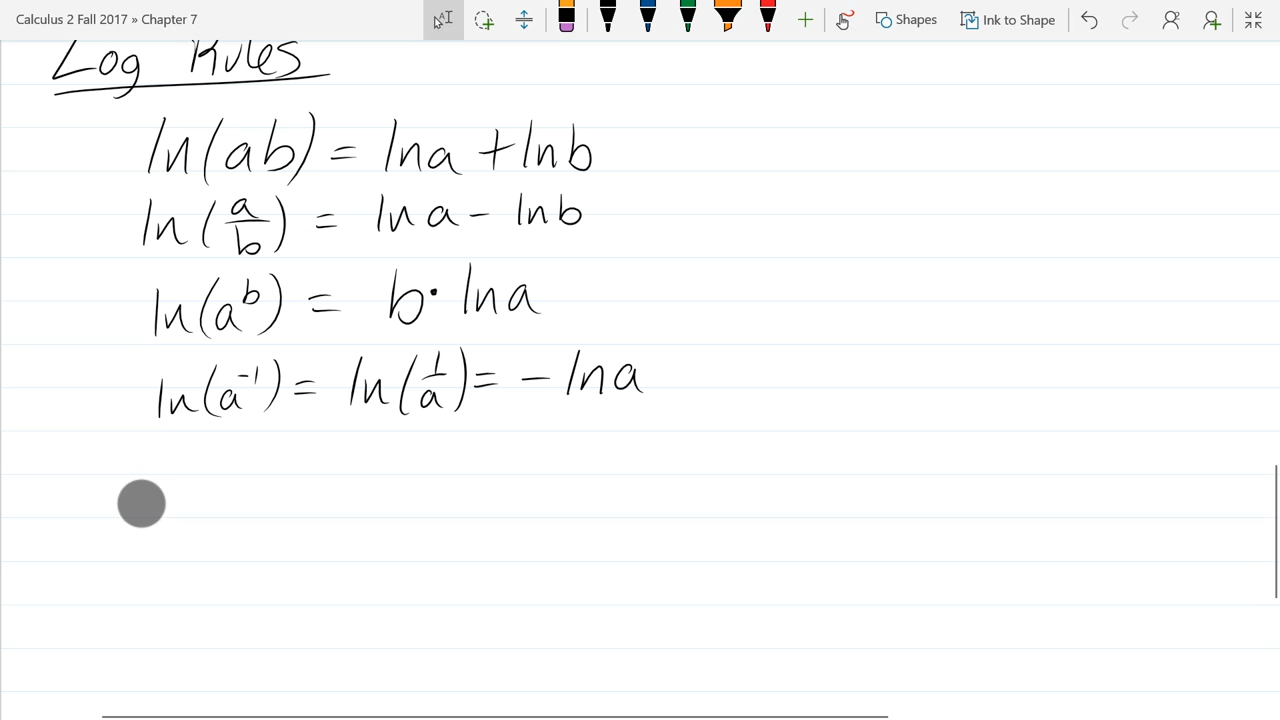 Calculus 2 Fall 2017 » Chapter 7 Shapes Ink to Shape
Log Rules
ln(ab) = lna + lnb
ln(a/b) = lna - lnb
ln(a^b) = b · lna
ln(a^-1) = ln(1/a) = - lna